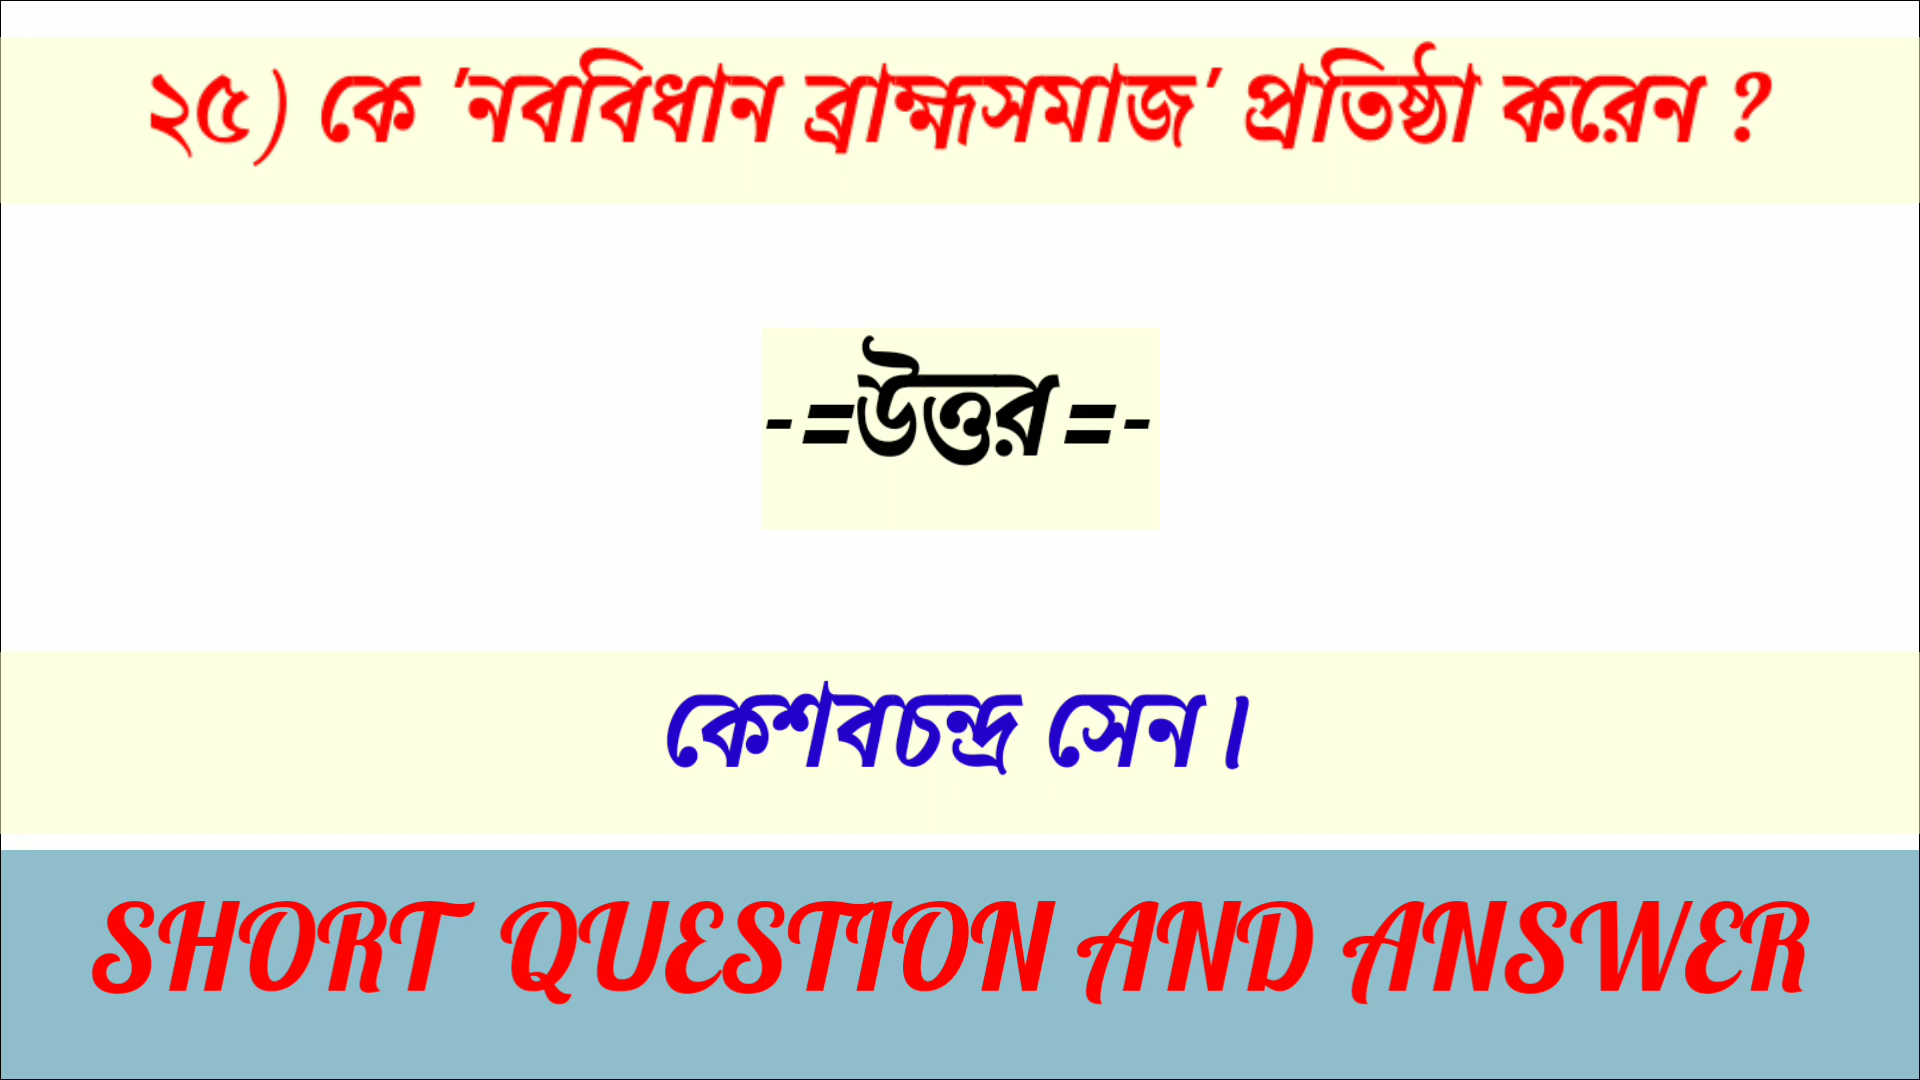 ২৫) কে 'নববিধান ব্রাহ্মসমাজ' প্রতিষ্ঠা করেন ?
-=উত্তর=-
কেশবচন্দ্র সেন।
SHORT QUESTION AND ANSWER